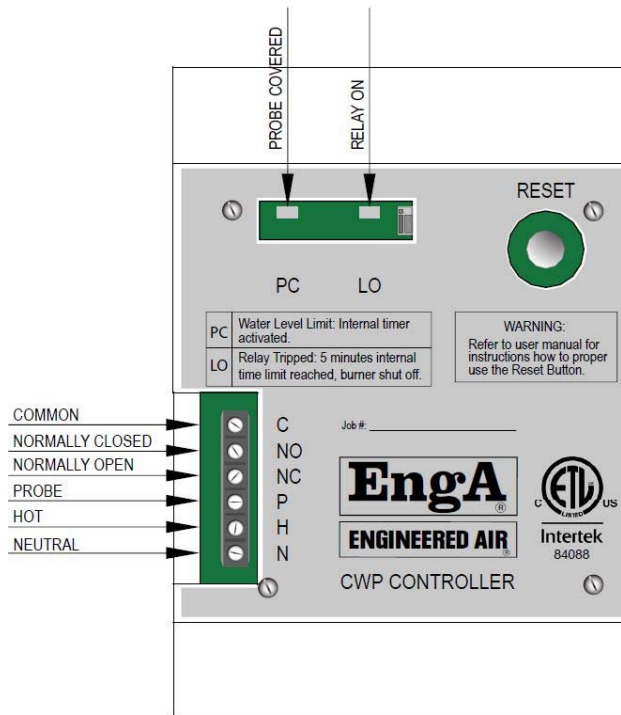 PROBE COVERED
RELAY ON
RESET
PC
LO
PC
Water Level Limit: Internal timer
activated.
LO
Relay Tripped: 5 minutes internal
time limit reached, burner shut off.
WARNING:
Refer to user manual for
instructions how to proper
use the Reset Button.
COMMON
C
NORMALLY CLOSED
NO
NORMALLY OPEN
NC
PROBE
P
HOT
H
NEUTRAL
N
Job #:
EngA
®
ENGINEERED AIR
®
C
ETL
LISTED
US
Intertek
84088
CWP CONTROLLER